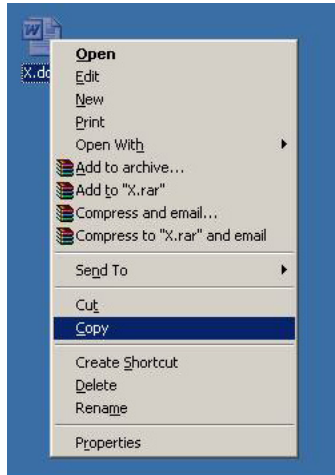 X.do
Open
Edit
New
Print
Open With
Add to archive...
Add to "X.rar"
Compress and email...
Compress to "X.rar" and email
Send To
Cut
Copy
Create Shortcut
Delete
Rename
Properties